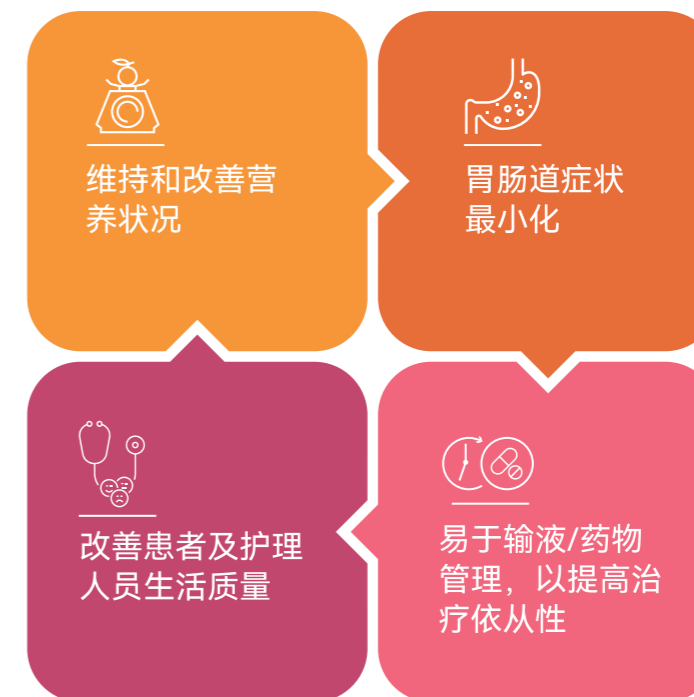 维持和改善营
养状况
胃肠道症状
最小化
改善患者及护理
人员生活质量
易于输液/药物
管理，以提高治
疗依从性